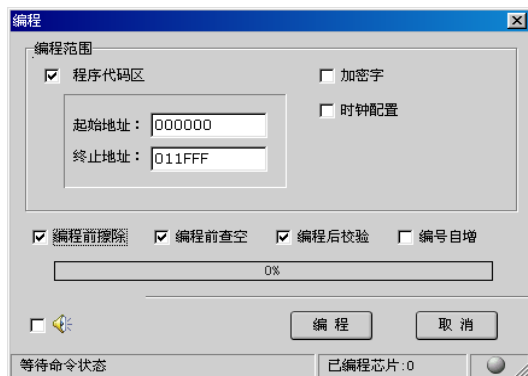 编程
编程范围
程序代码区 加密字
时钟配置
起始地址: 000000
终止地址: 011FFF
编程前擦除 编程前查空 编程后校验 编号自增
0%
编 程 取 消
等待命令状态 已编程芯片:0